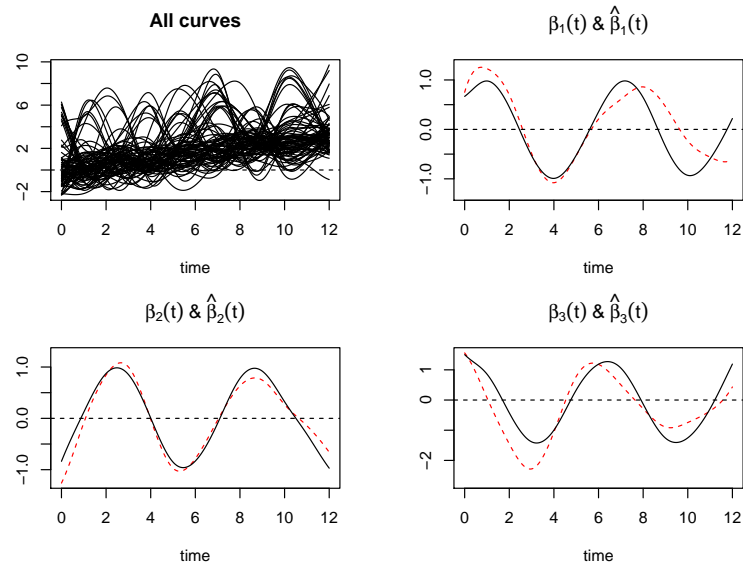 All curves
β₁(t) & β̂₁(t)
10
6
2
−2
0 2 4 6 8 10 12
time
1.0
0.0
−1.0
0 2 4 6 8 10 12
time
β₂(t) & β̂₂(t)
β₃(t) & β̂₃(t)
1.0
0.0
−1.0
0 2 4 6 8 10 12
time
1
0
−2
0 2 4 6 8 10 12
time